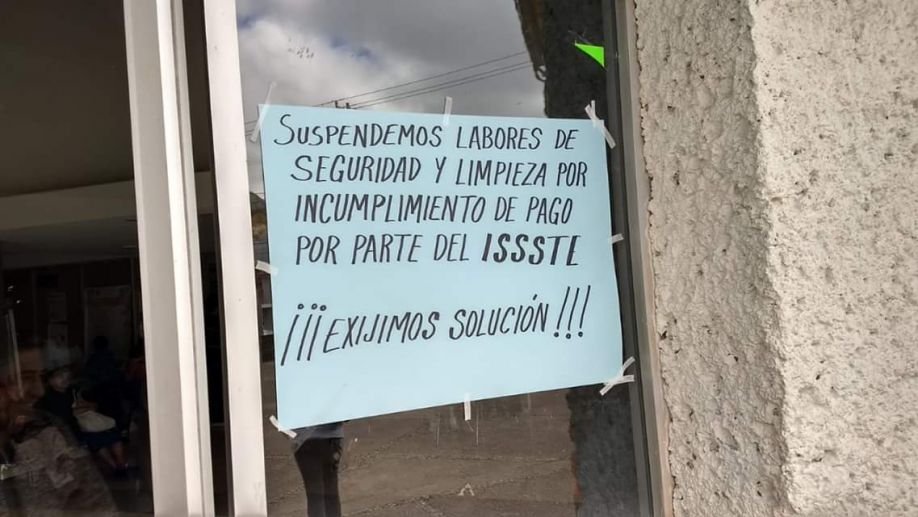 SUSPENDEMOS LABORES DE
SEGURIDAD Y LIMPIEZA POR
INCUMPLIMIENTO DE PAGO
POR PARTE DEL ISSSTE
¡¡¡EXIJIMOS SOLUCIÓN!!!